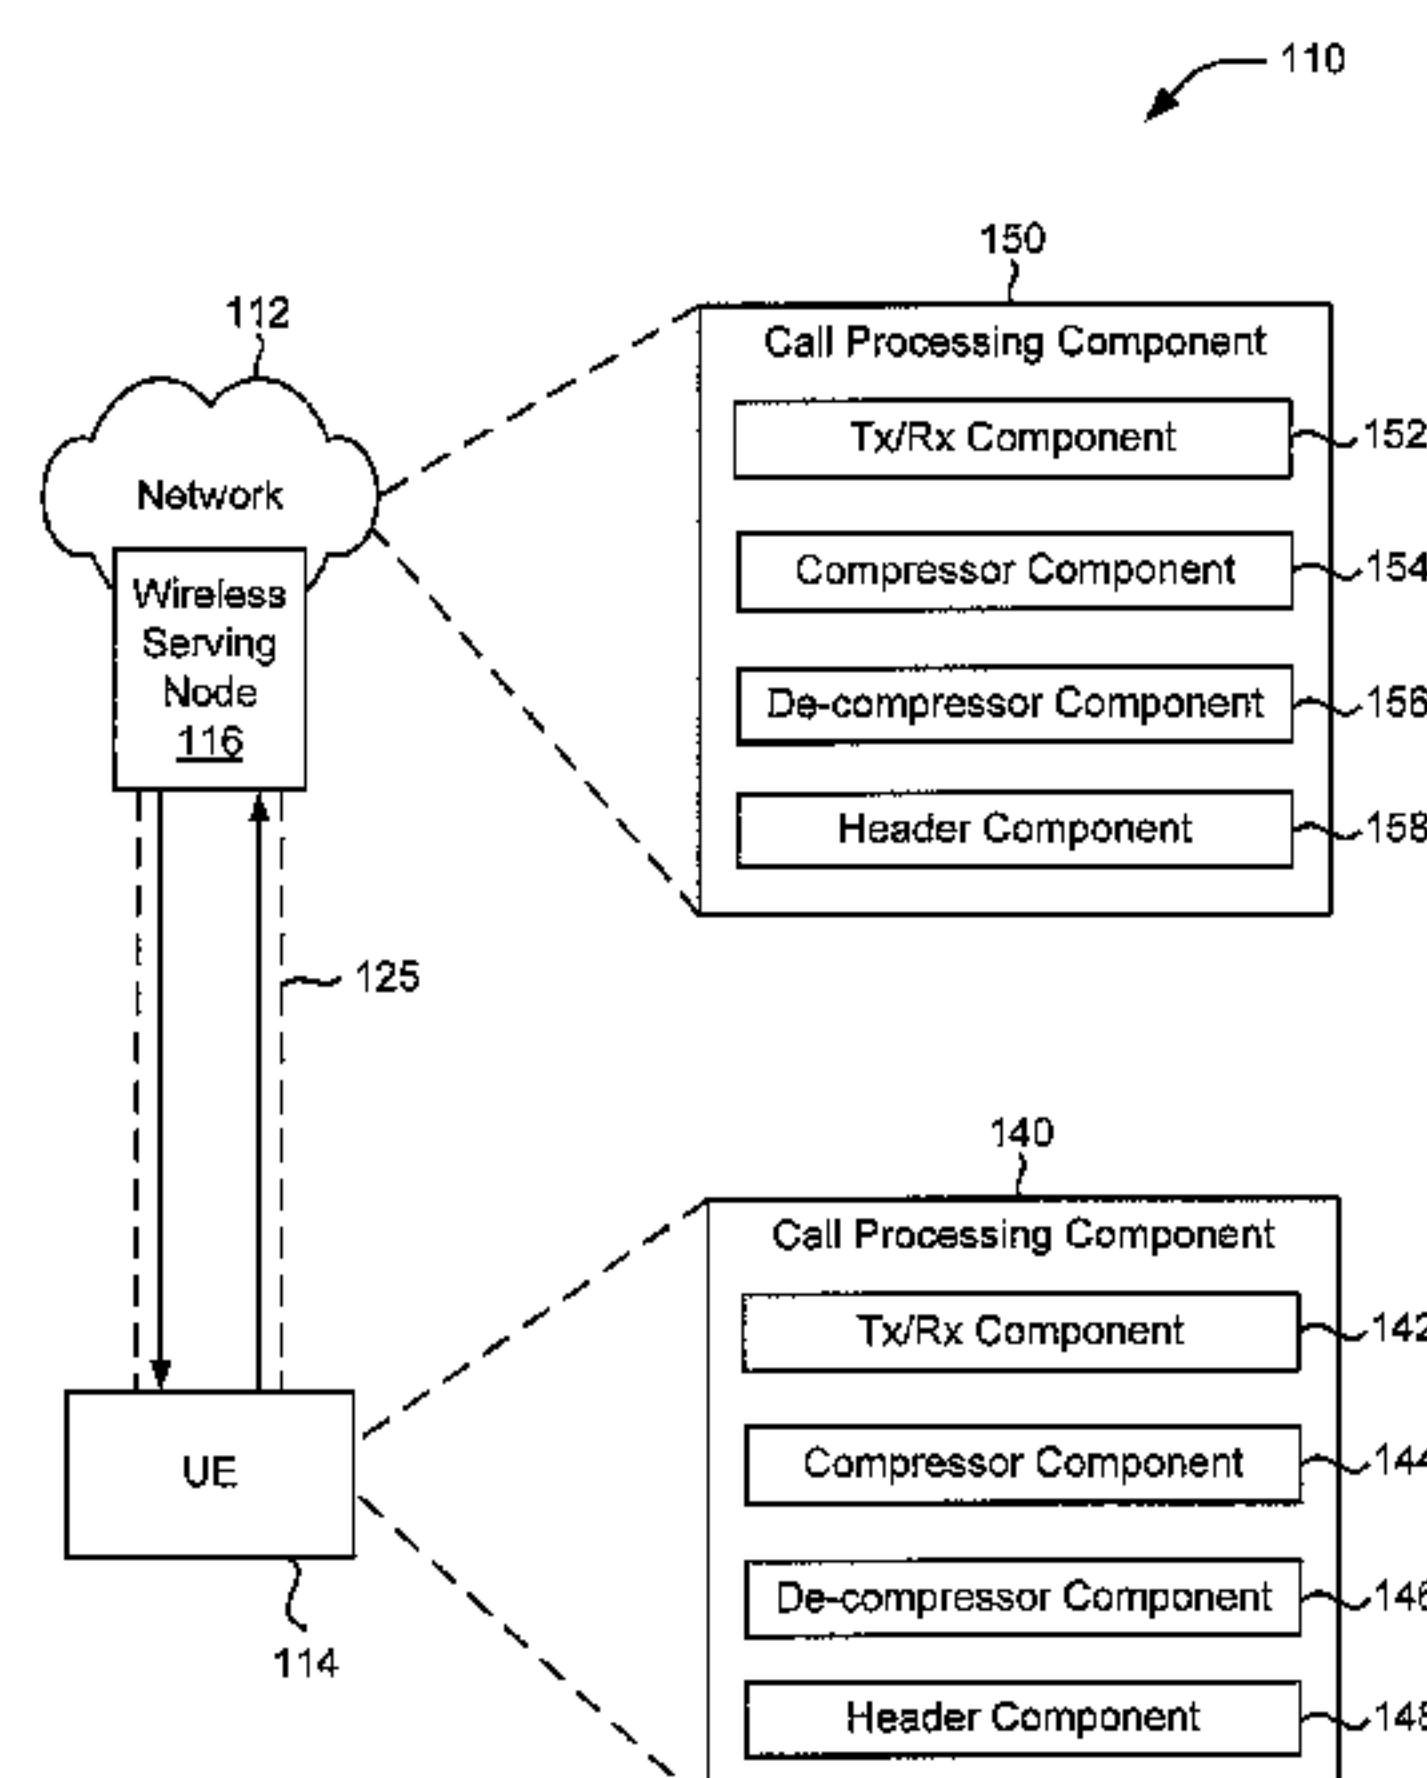 110
150
112
Call Processing Component
Tx/Rx Component
152
Network
Compressor Component
154
Wireless
Serving
Node
116
De-compressor Component
156
Header Component
158
125
140
Call Processing Component
Tx/Rx Component
142
UE
Compressor Component
144
De-compressor Component
146
114
Header Component
148